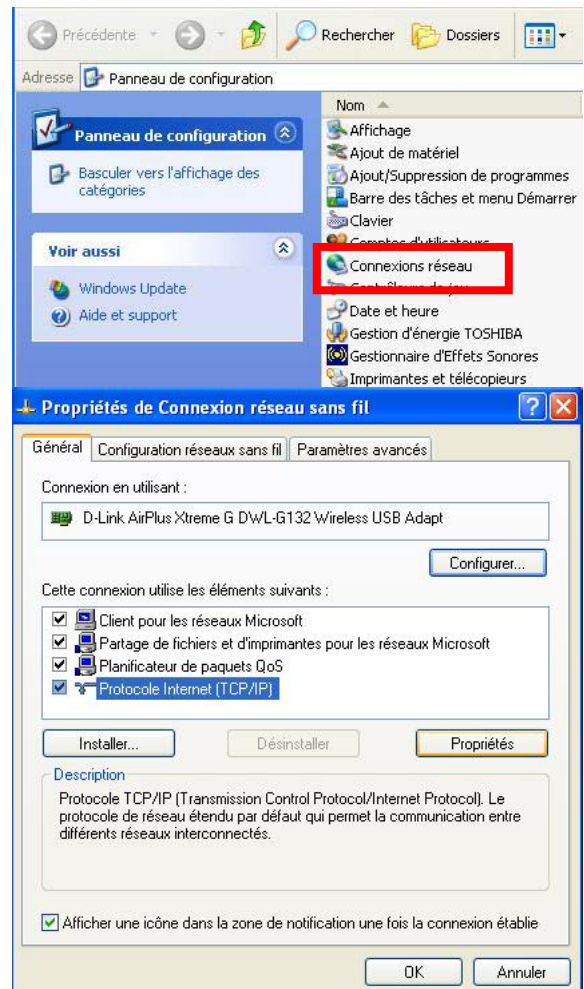 Précédente
Rechercher
Dossiers
Adresse
Panneau de configuration
Panneau de configuration
Basculer vers l'affichage des
catégories
Voir aussi
Windows Update
Aide et support
Nom
Affichage
Ajout de matériel
Ajout/Suppression de programmes
Barre des tâches et menu Démarrer
Clavier
Comptes d'utilisateurs
Connexions réseau
Contrôleurs de jeu
Date et heure
Gestion d'énergie TOSHIBA
Gestionnaire d'Effets Sonores
Imprimantes et télécopieurs
Propriétés de Connexion réseau sans fil
Général
Configuration réseaux sans fil
Paramètres avancés
Connexion en utilisant :
D-Link AirPlus Xtreme G DWL-G132 Wireless USB Adapt
Configurer...
Cette connexion utilise les éléments suivants :
Client pour les réseaux Microsoft
Partage de fichiers et d'imprimantes pour les réseaux Microsoft
Planificateur de paquets QoS
Protocole Internet (TCP/IP)
Installer...
Désinstaller
Propriétés
Description
Protocole TCP/IP (Transmission Control Protocol/Internet Protocol). Le
protocole de réseau étendu par défaut qui permet la communication entre
différents réseaux interconnectés.
Afficher une icône dans la zone de notification une fois la connexion établie
OK
Annuler